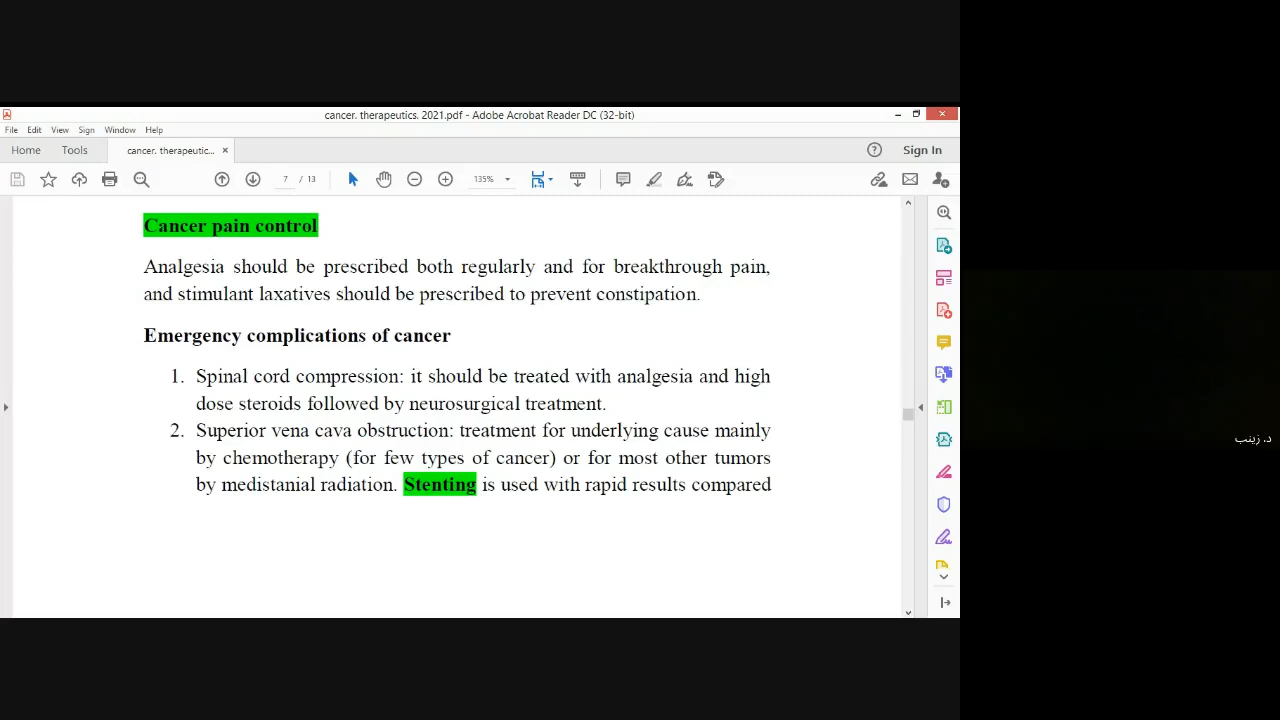 cancer. therapeutics. 2021.pdf - Adobe Acrobat Reader DC (32-bit)
File Edit View Sign Window Help
Home Tools cancer. therapeutic... × Sign In
7 / 13 135%
Cancer pain control
Analgesia should be prescribed both regularly and for breakthrough pain,
and stimulant laxatives should be prescribed to prevent constipation.
Emergency complications of cancer
1. Spinal cord compression: it should be treated with analgesia and high
dose steroids followed by neurosurgical treatment.
2. Superior vena cava obstruction: treatment for underlying cause mainly
by chemotherapy (for few types of cancer) or for most other tumors
by medistanial radiation. Stenting is used with rapid results compared
د. زينب